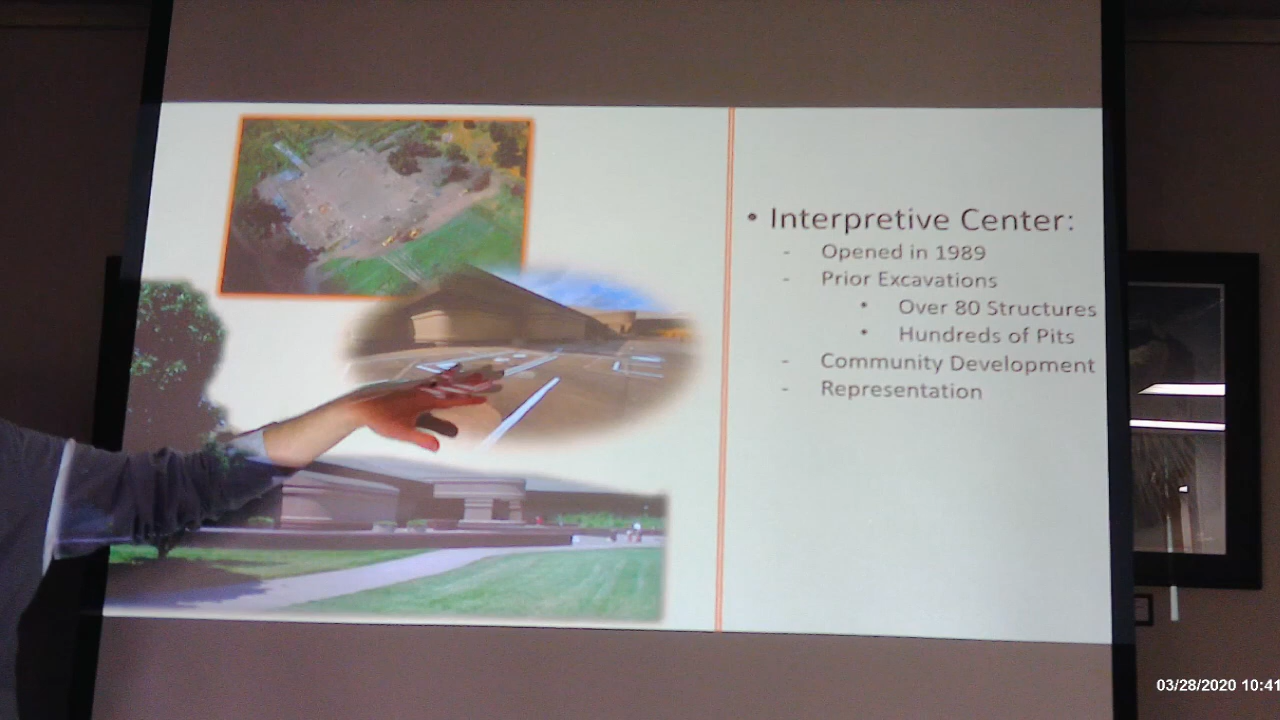 • Interpretive Center:
- Opened in 1989
- Prior Excavations
• Over 80 Structures
• Hundreds of Pits
- Community Development
- Representation
03/28/2020 10:41